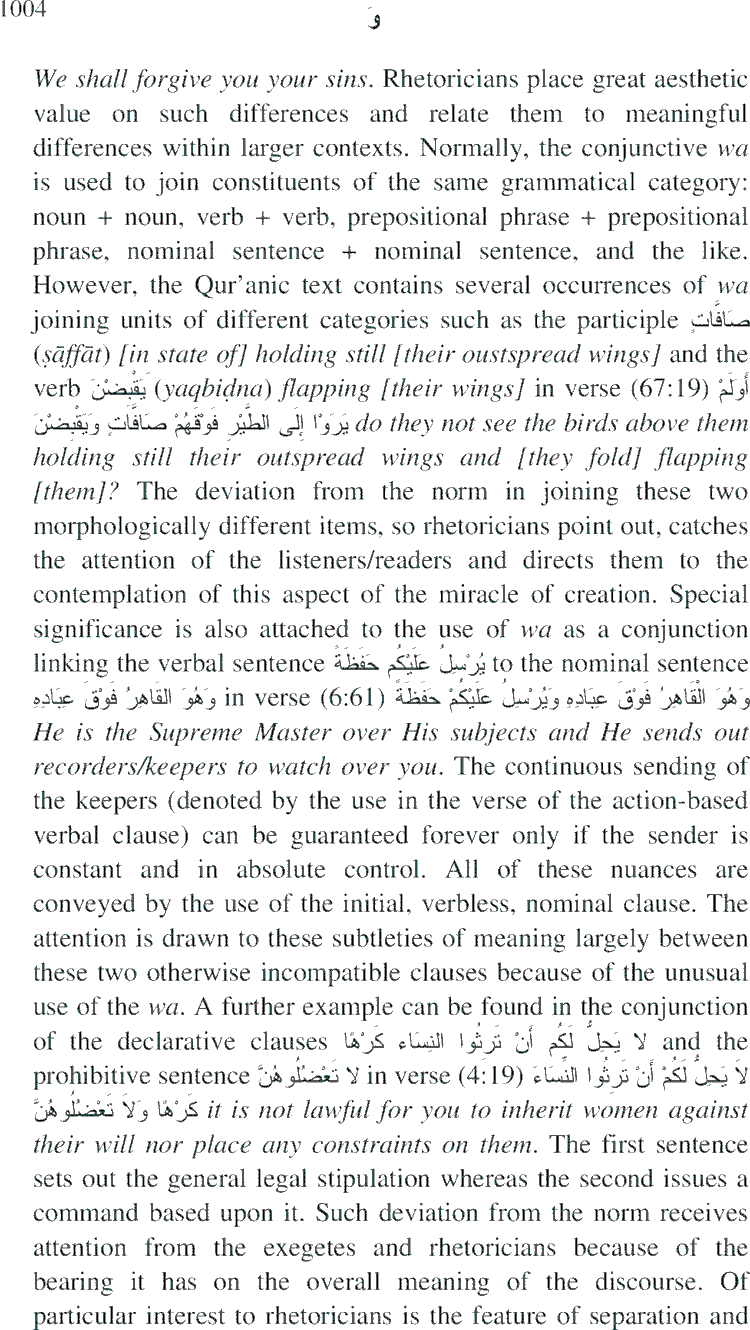 1004
وَ
We shall forgive you your sins. Rhetoricians place great aesthetic
value on such differences and relate them to meaningful
differences within larger contexts. Normally, the conjunctive wa
is used to join constituents of the same grammatical category:
noun + noun, verb + verb, prepositional phrase + prepositional
phrase, nominal sentence + nominal sentence, and the like.
However, the Qur’anic text contains several occurrences of wa
joining units of different categories such as the participle صَافَّاتٍ
(ṣāffāt) [in state of] holding still [their oustspread wings] and the
verb يَقْبِضْنَ (yaqbiḍna) flapping [their wings] in verse (67:19) أَوَلَمْ
يَرَوْا إِلَى الطَّيْرِ فَوْقَهُمْ صَافَّاتٍ وَيَقْبِضْنَ do they not see the birds above them
holding still their outspread wings and [they fold] flapping
[them]? The deviation from the norm in joining these two
morphologically different items, so rhetoricians point out, catches
the attention of the listeners/readers and directs them to the
contemplation of this aspect of the miracle of creation. Special
significance is also attached to the use of wa as a conjunction
linking the verbal sentence يُرْسِلُ عَلَيْكُم حَفَظَةً to the nominal sentence
وَهُوَ القَاهِرُ فَوْقَ عِبَادِهِ in verse (6:61) وَهُوَ الْقَاهِرُ فَوْقَ عِبَادِهِ وَيُرْسِلُ عَلَيْكُمْ حَفَظَةً
He is the Supreme Master over His subjects and He sends out
recorders/keepers to watch over you. The continuous sending of
the keepers (denoted by the use in the verse of the action-based
verbal clause) can be guaranteed forever only if the sender is
constant and in absolute control. All of these nuances are
conveyed by the use of the initial, verbless, nominal clause. The
attention is drawn to these subtleties of meaning largely between
these two otherwise incompatible clauses because of the unusual
use of the wa. A further example can be found in the conjunction
of the declarative clauses لا يَحِلُّ لَكُم أَنْ تَرِثُوا النِسَاء كَرْهًا and the
prohibitive sentence لا تَعْضُلُوهُنَّ in verse (4:19) لاَ يَحِلُّ لَكُمْ أَنْ تَرِثُوا النِّسَاءَ
كَرْهًا وَلاَ تَعْضُلُوهُنَّ it is not lawful for you to inherit women against
their will nor place any constraints on them. The first sentence
sets out the general legal stipulation whereas the second issues a
command based upon it. Such deviation from the norm receives
attention from the exegetes and rhetoricians because of the
bearing it has on the overall meaning of the discourse. Of
particular interest to rhetoricians is the feature of separation and